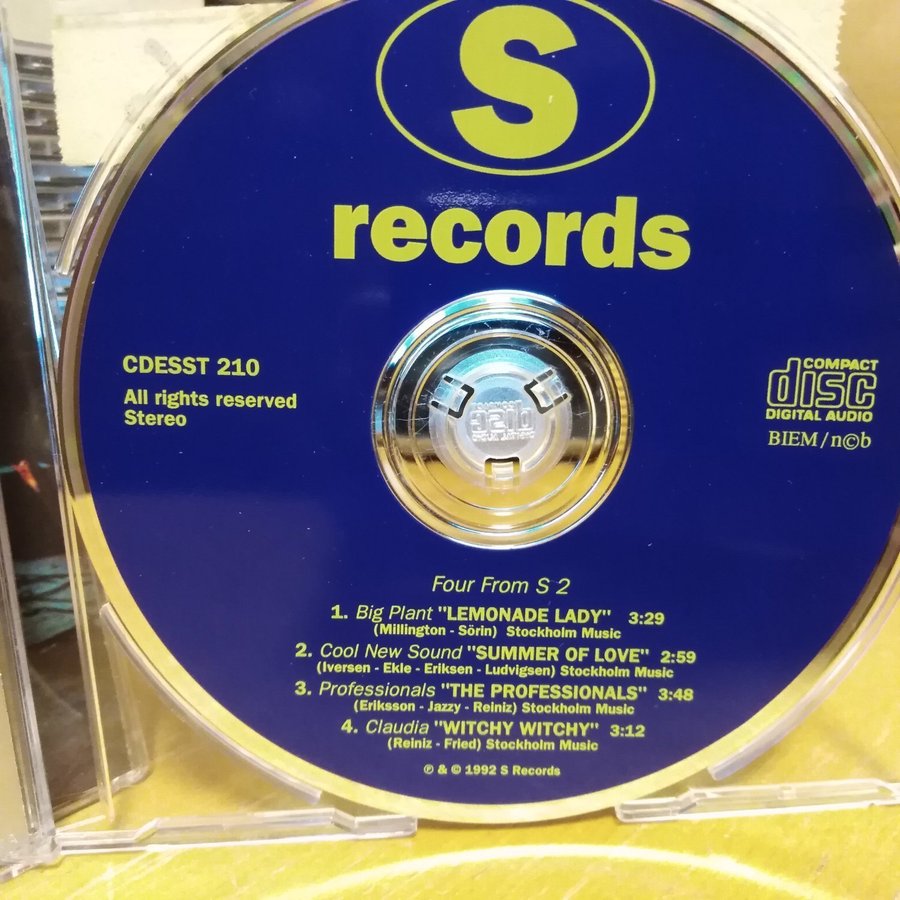 S
records
CDESST 210
All rights reserved
Stereo
COMPACT
disc
DIGITAL AUDIO
BIEM/n©b
Four From S 2
1. Big Plant "LEMONADE LADY" 3:29
(Millington - Sörin) Stockholm Music
2. Cool New Sound "SUMMER OF LOVE" 2:59
(Iversen - Ekle - Eriksen - Ludvigsen) Stockholm Music
3. Professionals "THE PROFESSIONALS" 3:48
(Eriksson - Jazzy - Reiniz) Stockholm Music
4. Claudia "WITCHY WITCHY" 3:12
(Reiniz - Fried) Stockholm Music
℗ & © 1992 S Records